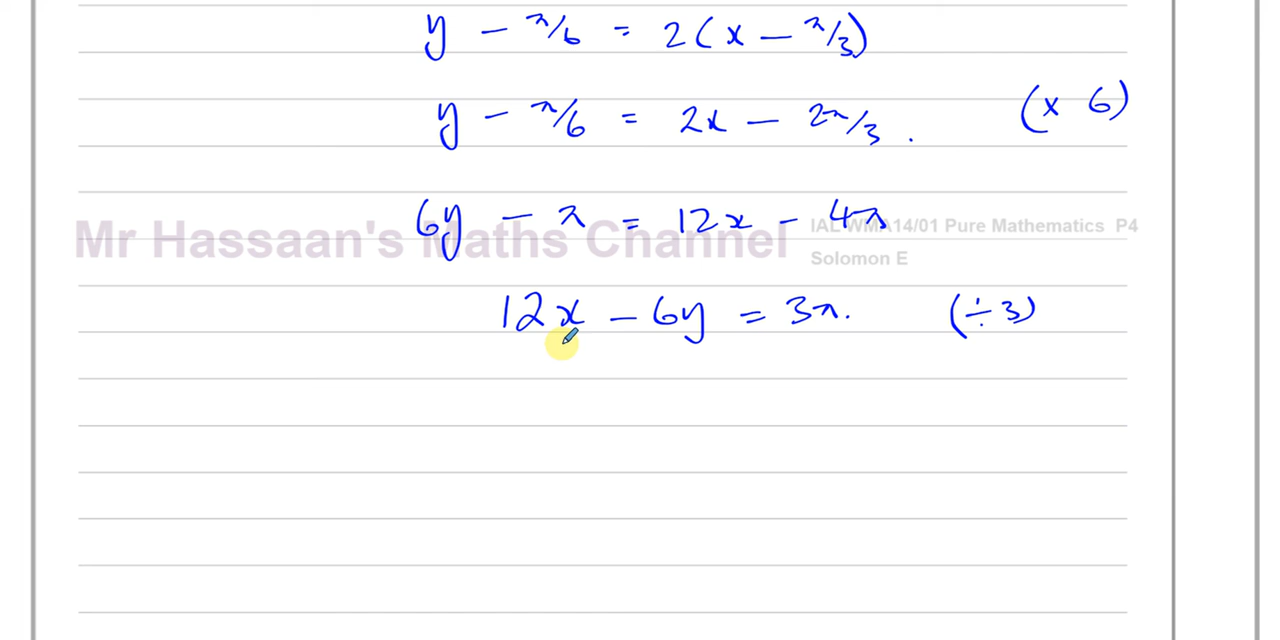 y - π/6 = 2(x - π/3)
y - π/6 = 2x - 2π/3. (× 6)
6y - π = 12x - 4π
Mr Hassaan's Maths Channel IAL WMA14/01 Pure Mathematics P4
Solomon E
12x - 6y = 3π. (÷3)